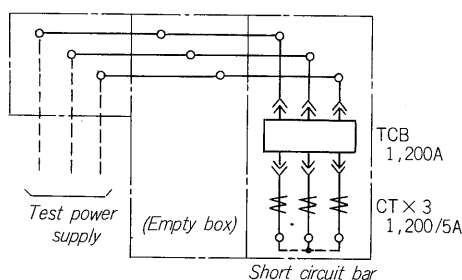 TCB
1,200A
CT×3
1,200/5A
Test power
supply
(Empty box)
Short circuit bar